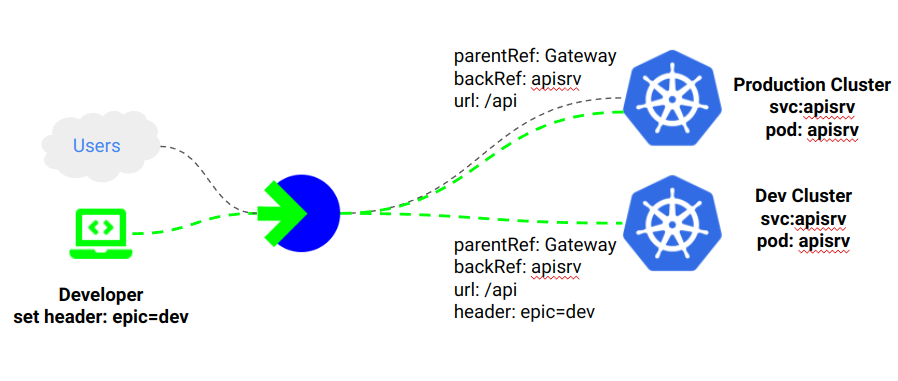 parentRef: Gateway
backRef: apisrv
url: /api
Production Cluster
svc:apisrv
pod: apisrv
Users
Dev Cluster
svc:apisrv
pod: apisrv
parentRef: Gateway
backRef: apisrv
url: /api
header: epic=dev
Developer
set header: epic=dev